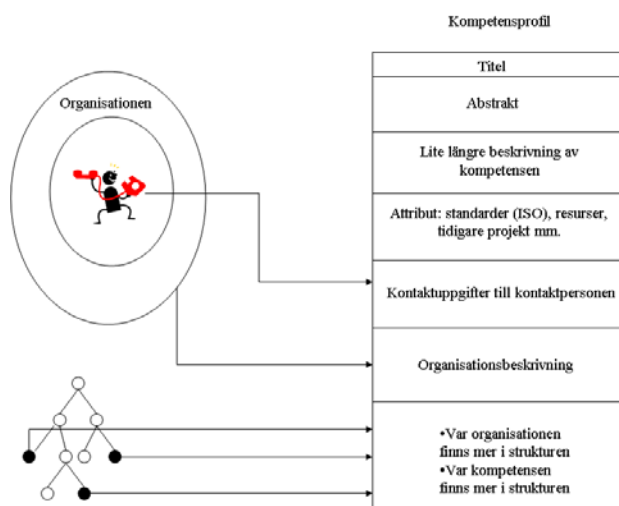 Kompetensprofil
Organisationen
Titel
Abstrakt
Lite längre beskrivning av
kompetensen
Attribut: standarder (ISO), resurser,
tidigare projekt mm.
Kontaktuppgifter till kontaktpersonen
Organisationsbeskrivning
•Var organisationen
finns mer i strukturen
•Var kompetensen
finns mer i strukturen